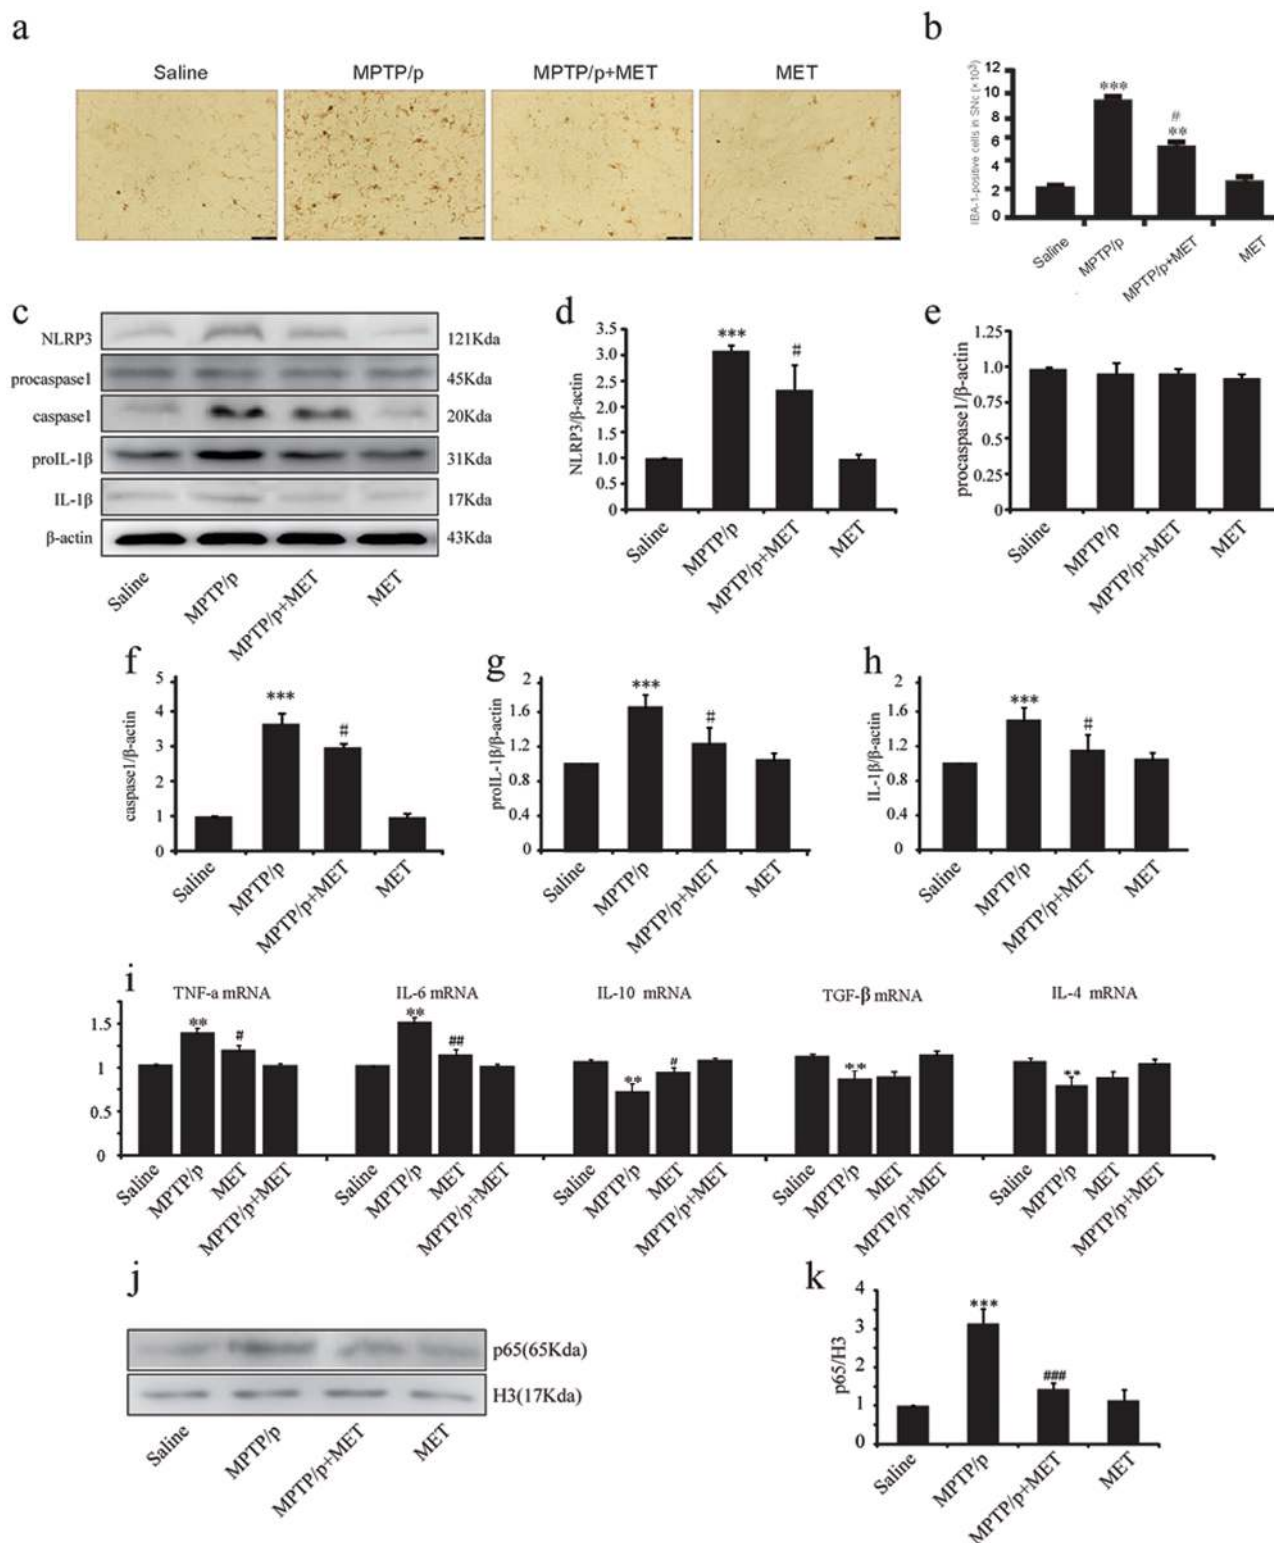 a
Saline MPTP/p MPTP/p+MET MET
b
IBA-1-positive cells in SNc (×10³)
12
10
8
6
4
2
0
***
#
**
Saline MPTP/p MPTP/p+MET MET
c
NLRP3 121Kda
procaspase1 45Kda
caspase1 20Kda
proIL-1β 31Kda
IL-1β 17Kda
β-actin 43Kda
Saline MPTP/p MPTP/p+MET MET
d
NLRP3/β-actin
3.5
3.0
2.5
2.0
1.5
1.0
0.5
0
***
#
Saline MPTP/p MPTP/p+MET MET
e
procaspase1/β-actin
1.25
1.0
0.75
0.5
0.25
0
Saline MPTP/p MPTP/p+MET MET
f
caspase1/β-actin
5
4
3
2
1
0
***
#
Saline MPTP/p MPTP/p+MET MET
g
proIL-1β/β-actin
2
1.6
1.2
0.8
0.4
0
***
#
Saline MPTP/p MPTP/p+MET MET
h
IL-1β/β-actin
2
1.6
1.2
0.8
0.4
0
***
#
Saline MPTP/p MPTP/p+MET MET
i
TNF-a mRNA IL-6 mRNA IL-10 mRNA TGF-β mRNA IL-4 mRNA
1.5
1
0.5
0
** # ** ## ** # ** **
Saline MPTP/p MET MPTP/p+MET Saline MPTP/p MET MPTP/p+MET Saline MPTP/p MET MPTP/p+MET Saline MPTP/p MET MPTP/p+MET Saline MPTP/p MET MPTP/p+MET
j
p65(65Kda)
H3(17Kda)
Saline MPTP/p MPTP/p+MET MET
k
p65/H3
4
3
2
1
0
***
###
Saline MPTP/p MPTP/p+MET MET